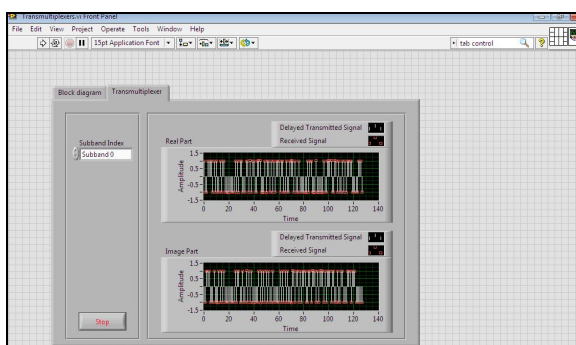 Transmultiplexers.vi Front Panel
File Edit View Project Operate Tools Window Help
15pt Application Font
tab control
Block diagram Transmultiplexer
Subband Index
Subband 0
Stop
Delayed Transmitted Signal
Received Signal
Real Part
Amplitude
1.5
0.5
-0.5
-1.5
0 20 40 60 80 100 120 140
Time
Delayed Transmitted Signal
Received Signal
Image Part
Amplitude
1.5
0.5
-0.5
-1.5
0 20 40 60 80 100 120 140
Time